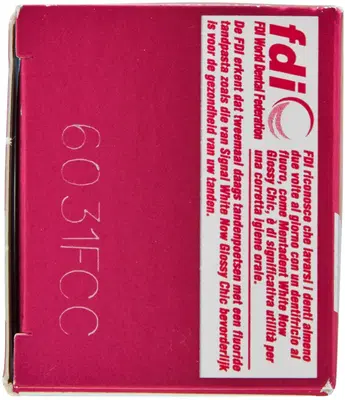 6031FCC
fdi
FDI World Dental Federation
FDI riconosce che lavarsi i denti almeno
due volte al giorno con un dentifricio al
fluoro, come Mentadent White Now
Glossy Chic, è di significativa utilità per
una corretta igiene orale.
De FDI erkent dat tweemaal daags tandenpoetsen met een fluoride
tandpasta zoals die van Signal White Now Glossy Chic bevorderlijk
is voor de gezondheid van uw tanden.